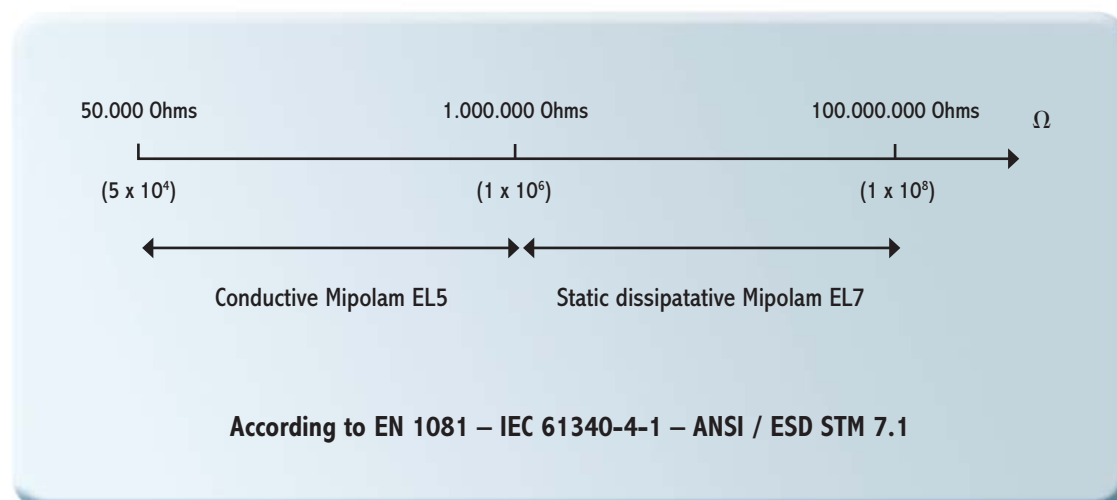 50.000 Ohms 1.000.000 Ohms 100.000.000 Ohms Ω
(5 x 10⁴) (1 x 10⁶) (1 x 10⁸)
Conductive Mipolam EL5 Static dissipatative Mipolam EL7
According to EN 1081 – IEC 61340-4-1 – ANSI / ESD STM 7.1